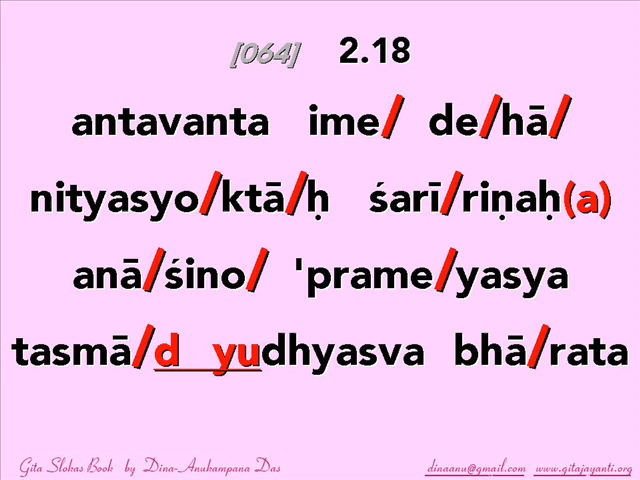 [064] 2.18
antavanta ime/ de/hā/
nityasyo/ktā/ḥ śarī/riṇaḥ(a)
anā/śino/ 'prame/yasya
tasmā/d yudhyasva bhā/rata
Gita Slokas Book by Dina-Anukampana Das dinaanu@gmail.com www.gitajayanti.org